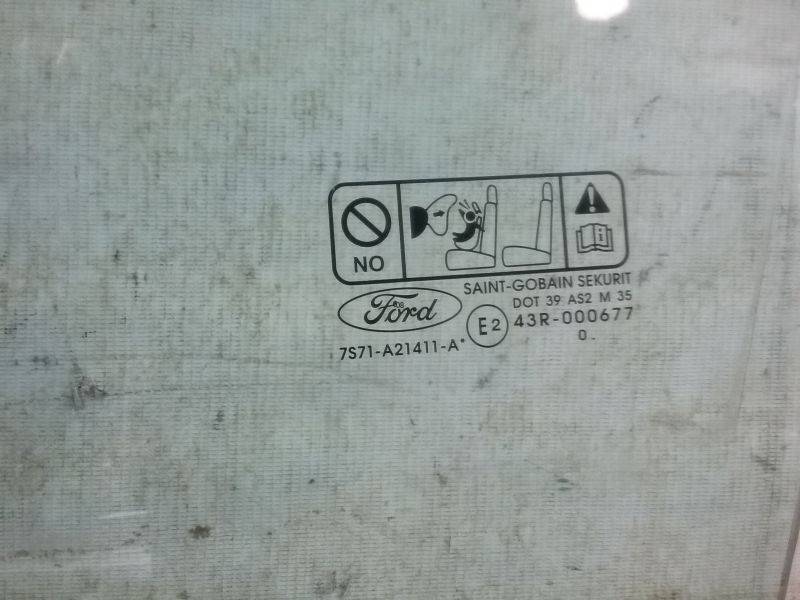 NO
Ford
SAINT-GOBAIN SEKURIT
DOT 39 AS2 M 35
E2
43R-000677
0.
7S71-A21411-A*